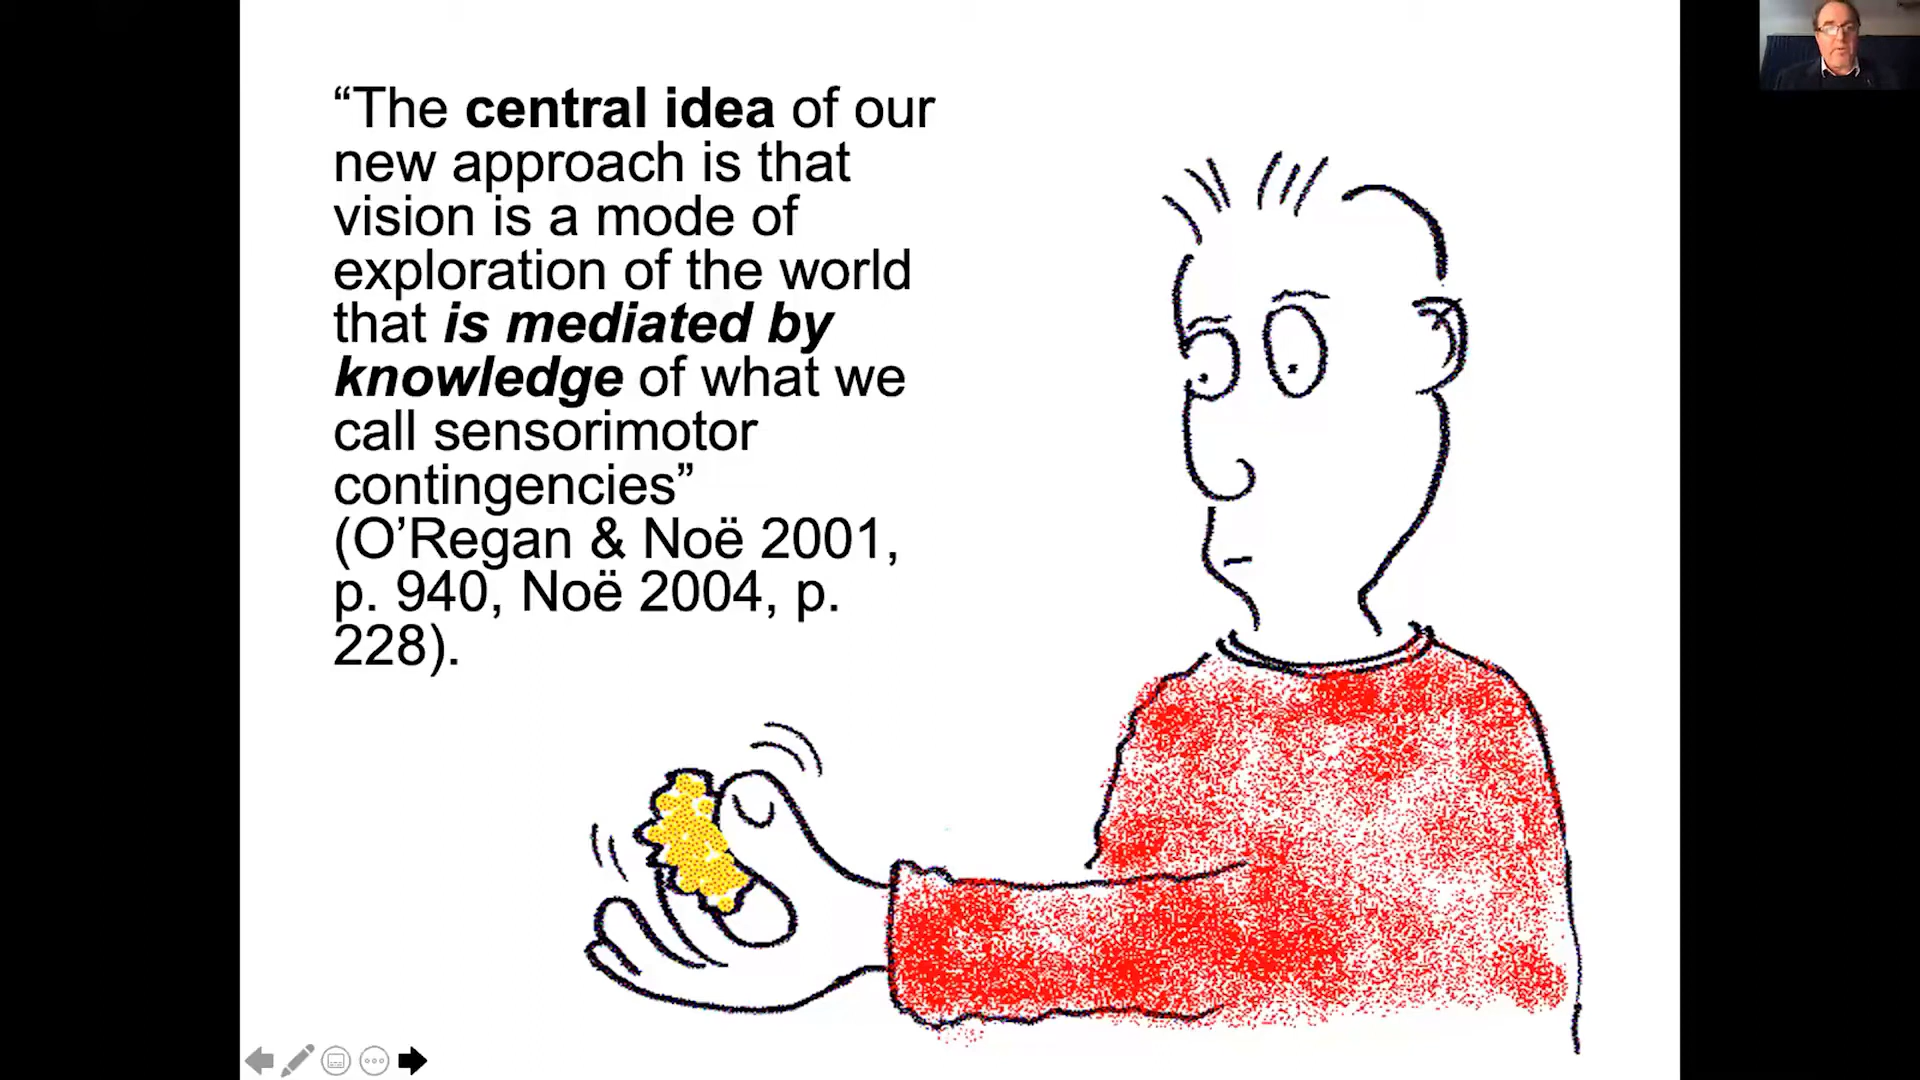 “The central idea of our
new approach is that
vision is a mode of
exploration of the world
that is mediated by
knowledge of what we
call sensorimotor
contingencies”
(O’Regan & Noë 2001,
p. 940, Noë 2004, p.
228).